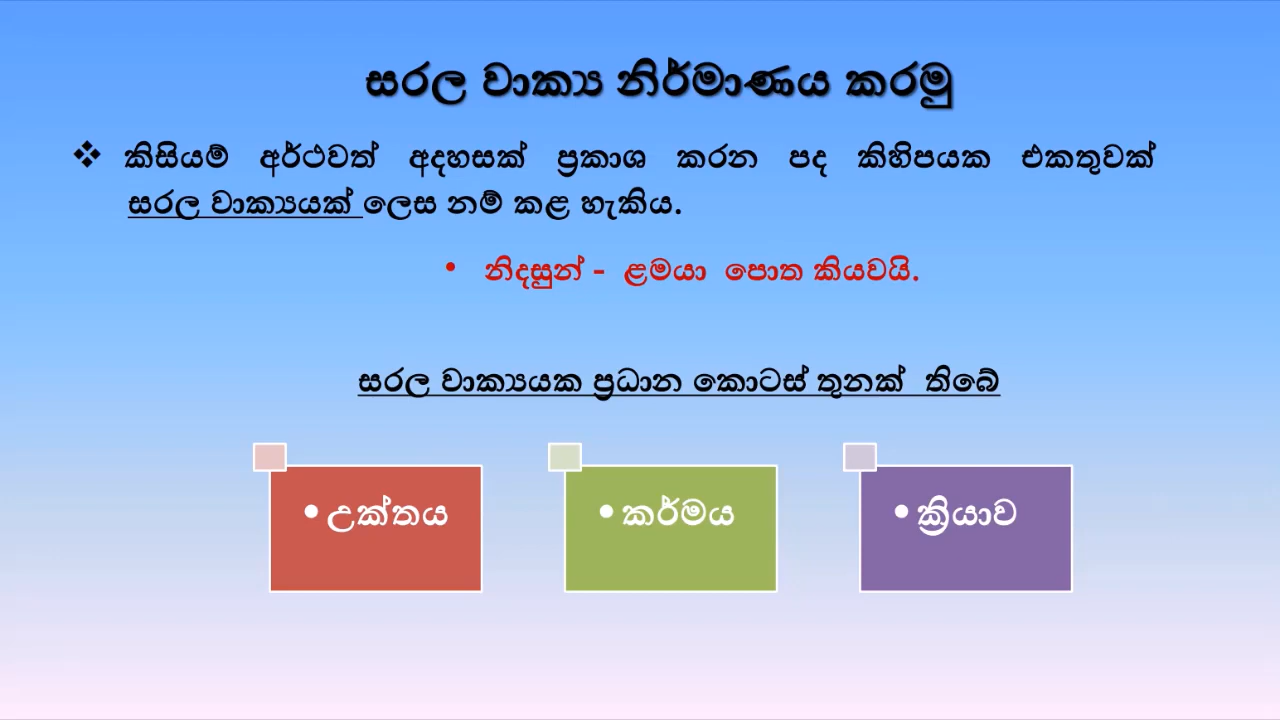 සරල වාක්‍ය නිර්මාණය කරමු
❖ කිසියම් අර්ථවත් අදහසක් ප්‍රකාශ කරන පද කිහිපයක එකතුවක්
සරල වාක්‍යයක් ලෙස නම් කළ හැකිය.
• නිදසුන් - ළමයා පොත කියවයි.
සරල වාක්‍යයක ප්‍රධාන කොටස් තුනක් තිබේ
• උක්තය
• කර්මය
• ක්‍රියාව